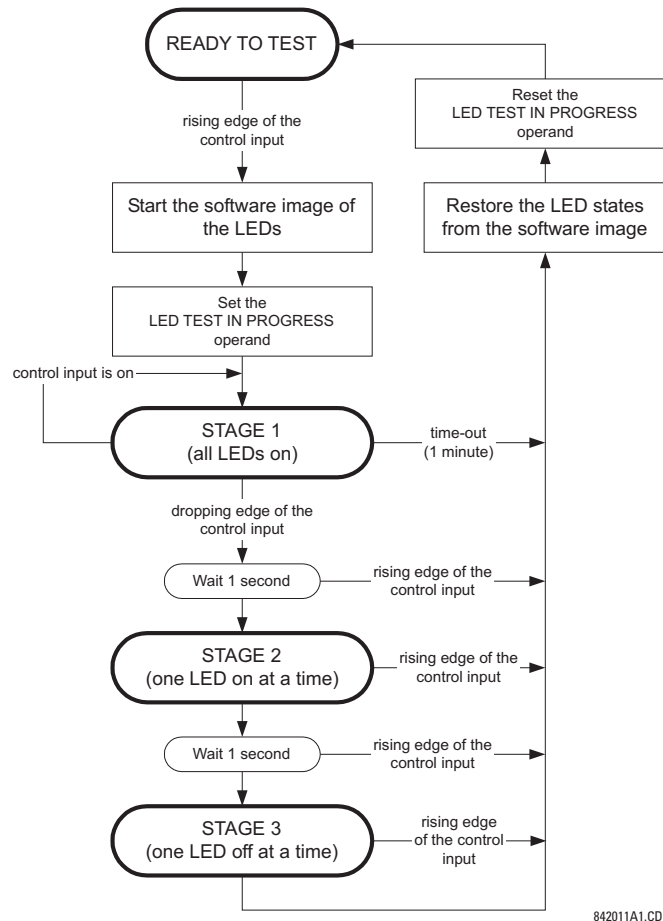 READY TO TEST
Reset the
LED TEST IN PROGRESS
operand
rising edge of the
control input
Start the software image of
the LEDs
Restore the LED states
from the software image
Set the
LED TEST IN PROGRESS
operand
control input is on
STAGE 1
(all LEDs on)
time-out
(1 minute)
dropping edge of the
control input
Wait 1 second
rising edge of the
control input
STAGE 2
(one LED on at a time)
rising edge of the
control input
Wait 1 second
rising edge of the
control input
STAGE 3
(one LED off at a time)
rising edge
of the control
input
842011A1.CD